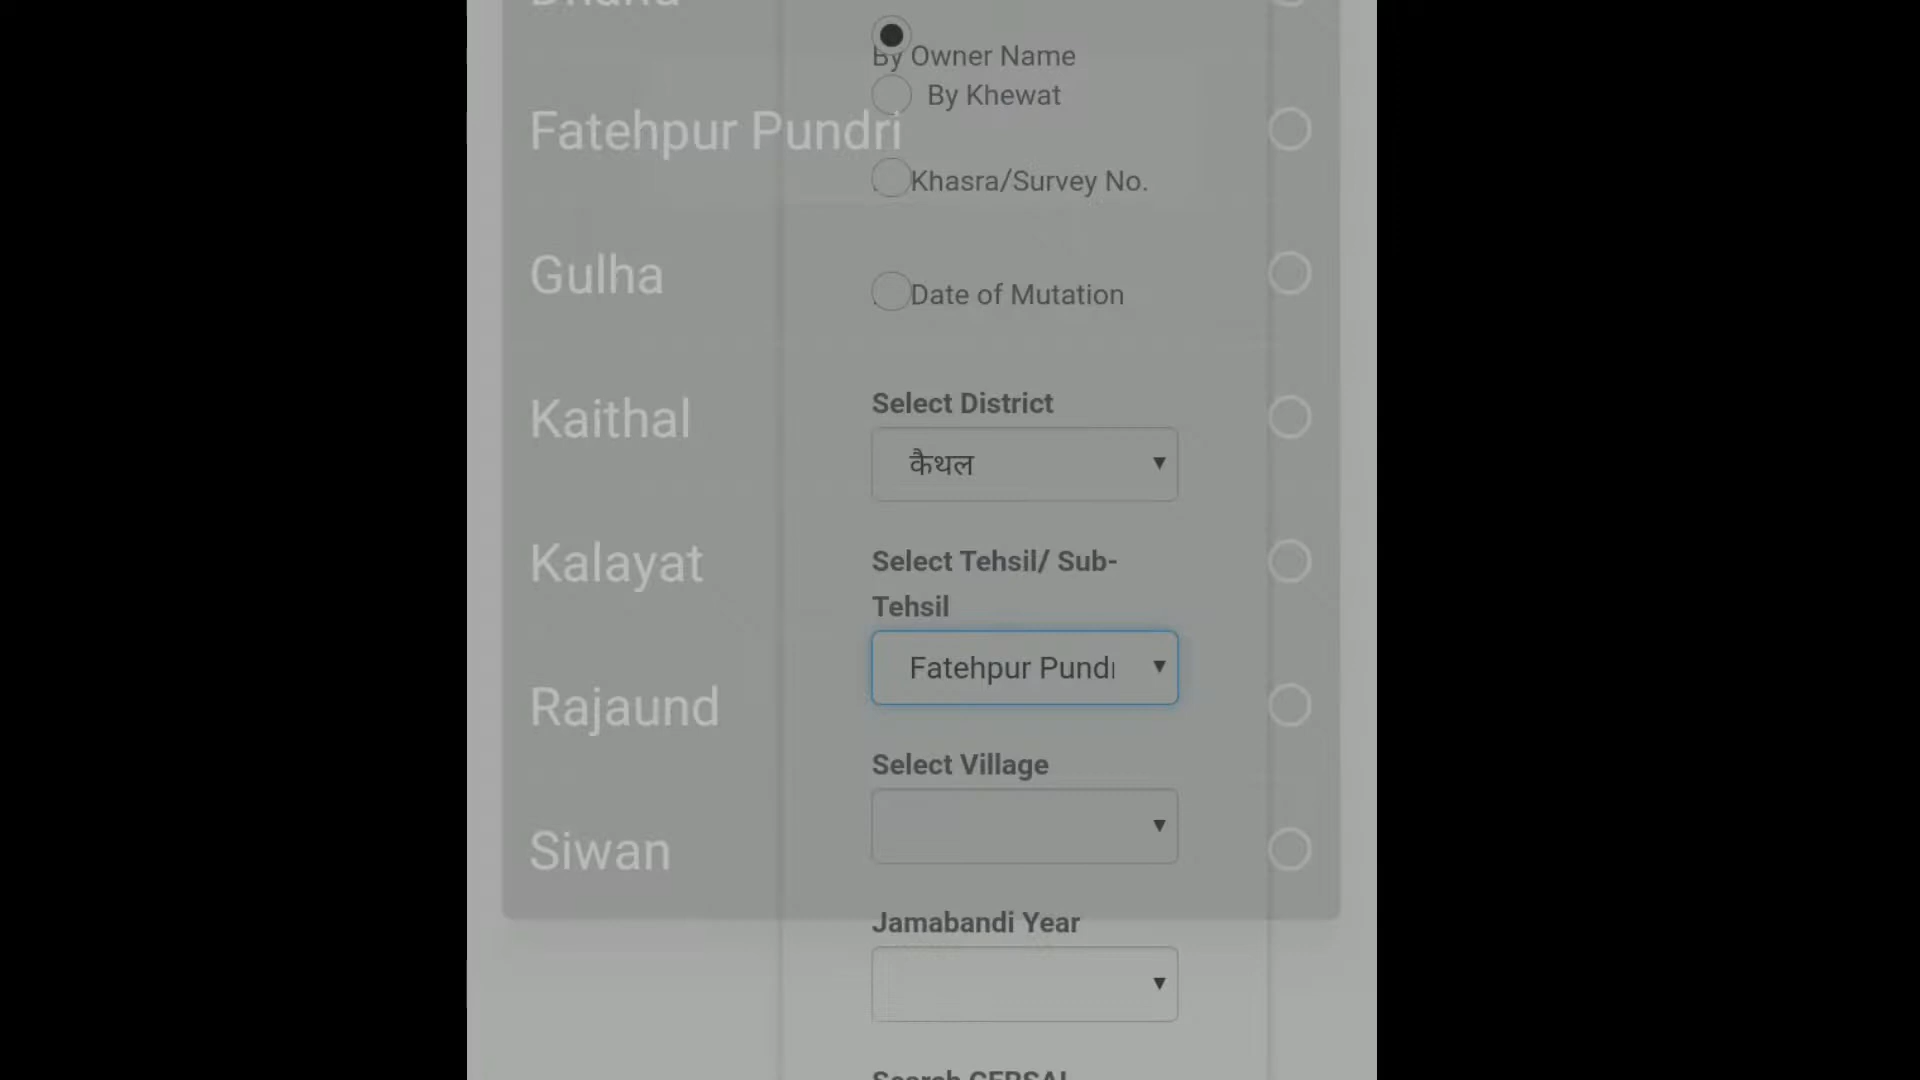 By Owner Name
By Khewat
Fatehpur Pundri
Khasra/Survey No.
Gulha
Date of Mutation
Select District
Kaithal
कैथल
Select Tehsil/ Sub-
Kalayat
Tehsil
Fatehpur Pundr
Rajaund
Select Village
Siwan
Jamabandi Year